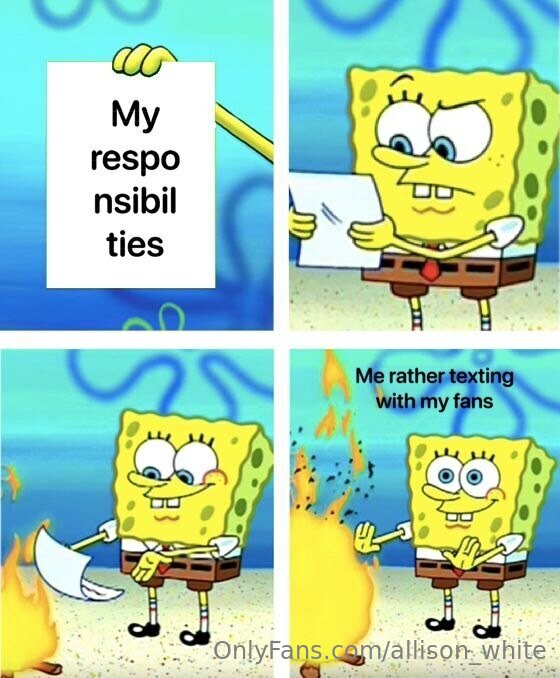 My
respo
nsibil
ties
Me rather texting
with my fans
OnlyFans.com/allison_white